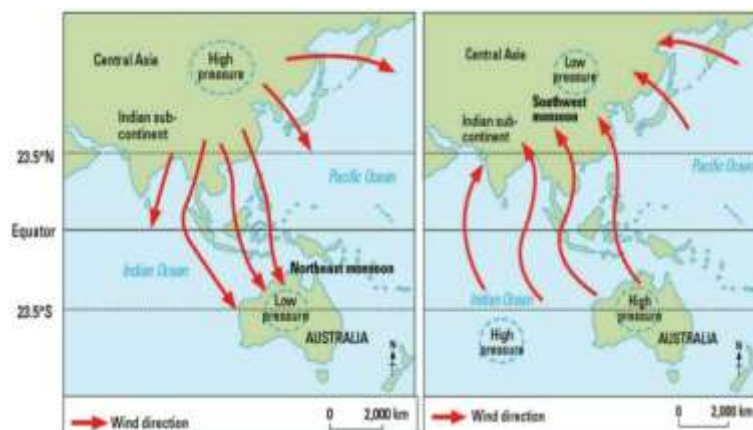 Central Asia
High
pressure
Indian sub-
continent
23.5°N
Pacific Ocean
Equator
Indian Ocean
Northeast monsoon
23.5°S
Low
pressure
AUSTRALIA
N
Wind direction
0 2,000 km
Central Asia
Low
pressure
Southwest
monsoon
Indian sub-
continent
Pacific Ocean
Indian Ocean
High
pressure
High
pressure
AUSTRALIA
N
Wind direction
0 2,000 km